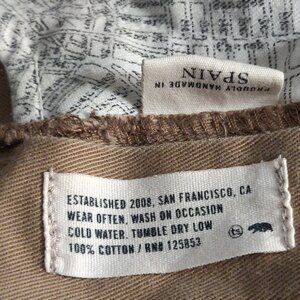 PROUDLY HANDMADE IN
SPAIN
ESTABLISHED 2008, SAN FRANCISCO, CA
WEAR OFTEN, WASH ON OCCASION
COLD WATER. TUMBLE DRY LOW
100% COTTON / RN# 125853
ts